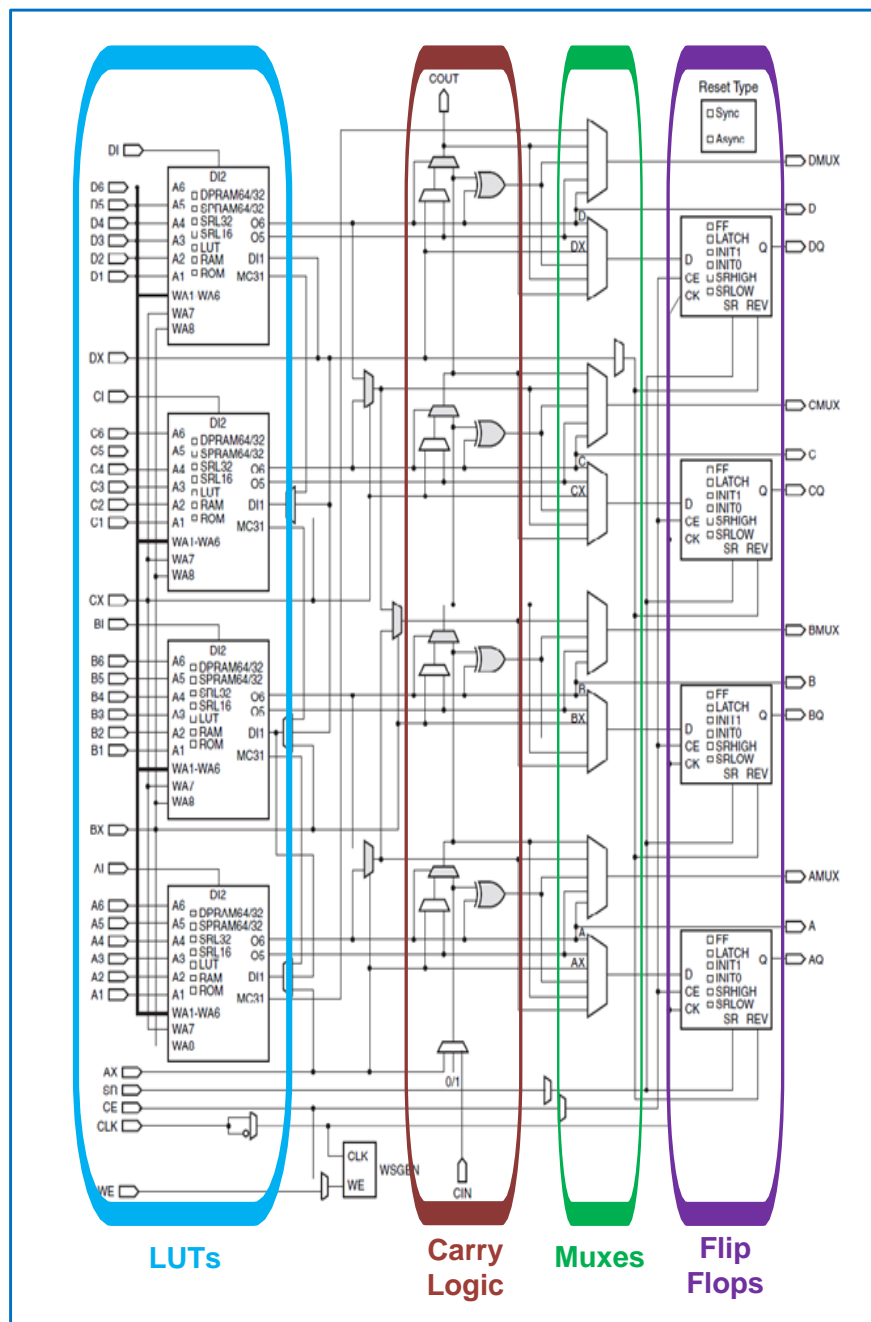 COUT
Reset Type
Sync
Async
DI
D6
D5
D4
D3
D2
D1
DI2
A6
A5
A4
A3
A2
A1
WA1-WA6
WA7
WA8
DPRAM64/32
SPRAM64/32
SRL32
SRL16
LUT
RAM
ROM
O6
O5
DI1
MC31
D
DX
DMUX
D
DQ
FF
LATCH
INIT1
INIT0
SRHIGH
SRLOW
D
CE
CK
Q
SR REV
DX
CI
C6
C5
C4
C3
C2
C1
DI2
A6
A5
A4
A3
A2
A1
WA1-WA6
WA7
WA8
DPRAM64/32
SPRAM64/32
SRL32
SRL16
LUT
RAM
ROM
O6
O5
DI1
MC31
C
CX
CMUX
C
CQ
FF
LATCH
INIT1
INIT0
SRHIGH
SRLOW
D
CE
CK
Q
SR REV
CX
BI
B6
B5
B4
B3
B2
B1
DI2
A6
A5
A4
A3
A2
A1
WA1-WA6
WA7
WA8
DPRAM64/32
SPRAM64/32
SRL32
SRL16
LUT
RAM
ROM
O6
O5
DI1
MC31
B
BX
BMUX
B
BQ
FF
LATCH
INIT1
INIT0
SRHIGH
SRLOW
D
CE
CK
Q
SR REV
BX
AI
A6
A5
A4
A3
A2
A1
DI2
A6
A5
A4
A3
A2
A1
WA1-WA6
WA7
DPRAM64/32
SPRAM64/32
SRL32
SRL16
LUT
RAM
ROM
O6
O5
DI1
MC31
A
AX
AMUX
A
AQ
FF
LATCH
INIT1
INIT0
SRHIGH
SRLOW
D
CE
CK
Q
SR REV
AX
0/1
CE
CLK
CLK
WSGEN
WE
WE
CIN
LUTs
Carry
Logic
Muxes
Flip
Flops